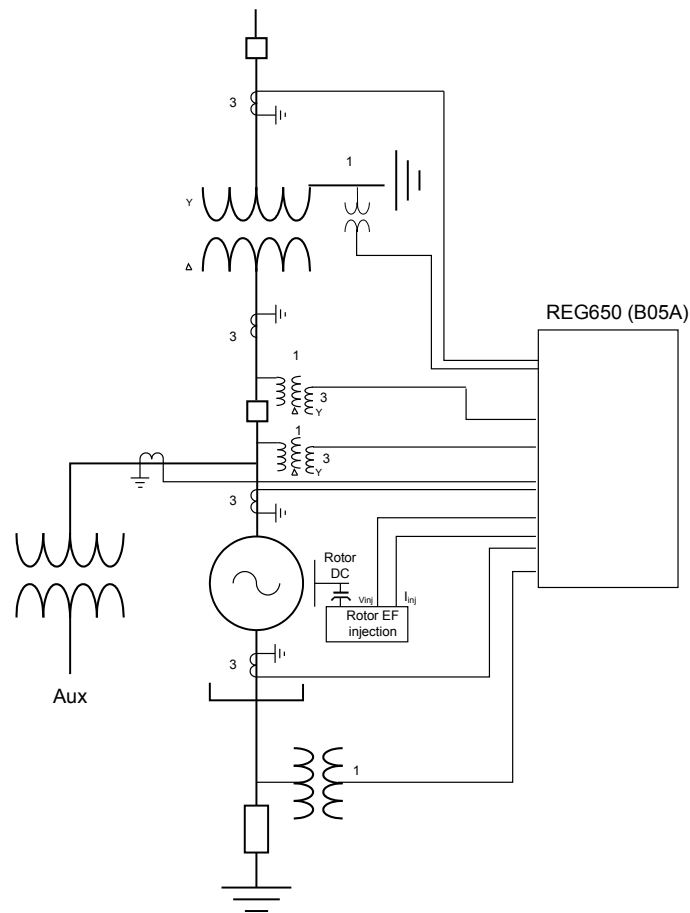 3
1
Y
Δ
REG650 (B05A)
3
1
3
Δ Y
1
3
Δ Y
3
Rotor
DC
Vinj
Iinj
Rotor EF
injection
3
Aux
1